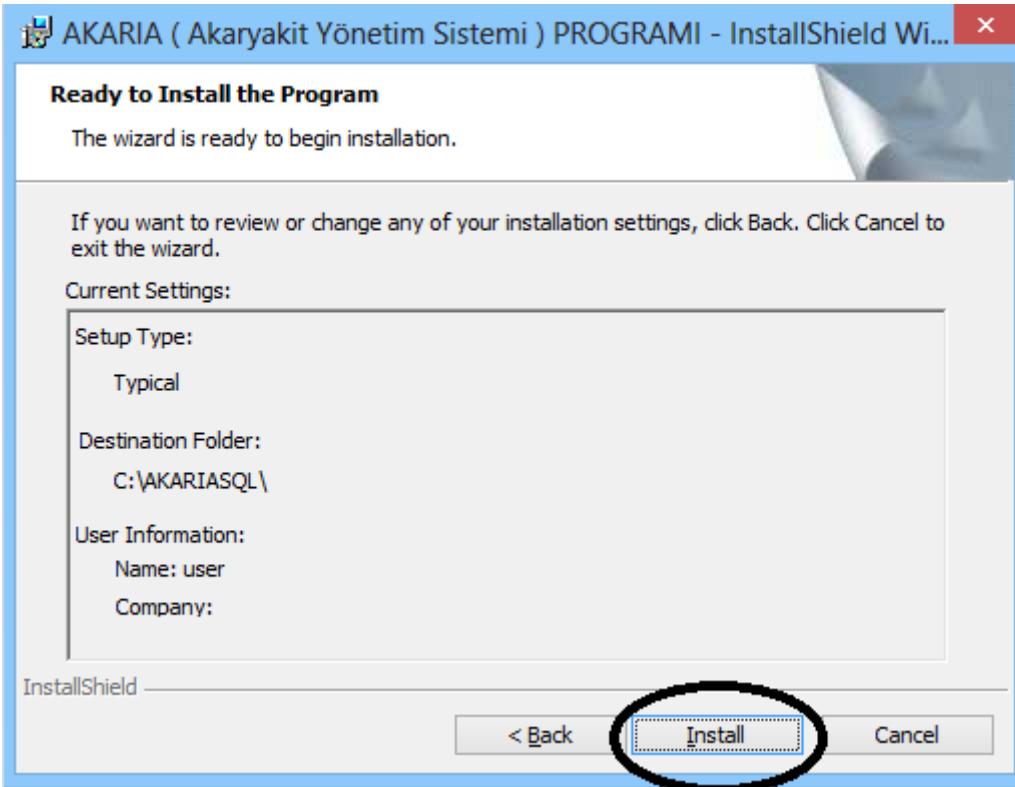 AKARIA ( Akaryakit Yönetim Sistemi ) PROGRAMI - InstallShield Wi...
Ready to Install the Program
The wizard is ready to begin installation.
If you want to review or change any of your installation settings, click Back. Click Cancel to
exit the wizard.
Current Settings:
Setup Type:
Typical
Destination Folder:
C:\AKARIASQL\
User Information:
Name: user
Company:
InstallShield
< Back
Install
Cancel